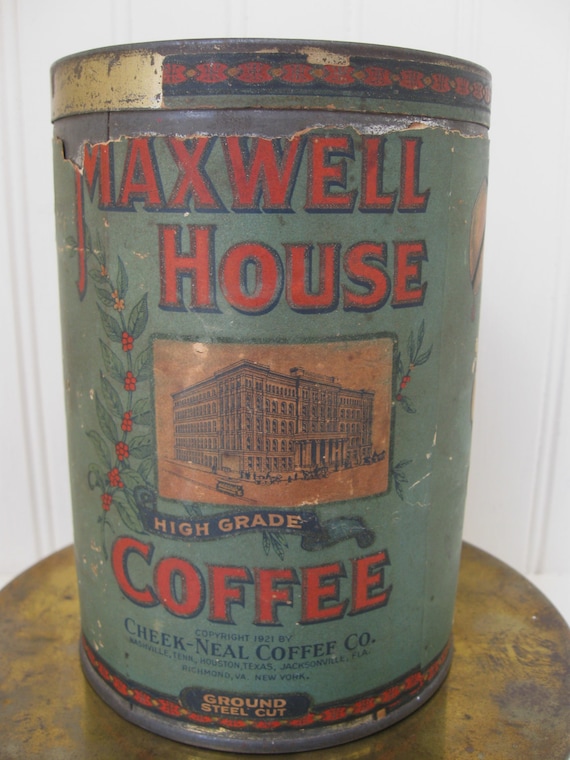 MAXWELL
HOUSE
HIGH GRADE
COFFEE
COPYRIGHT 1921 BY
CHEEK-NEAL COFFEE CO.
NASHVILLE, TENN., HOUSTON, TEXAS, JACKSONVILLE, FLA.
RICHMOND, VA. NEW YORK.
GROUND
STEEL CUT